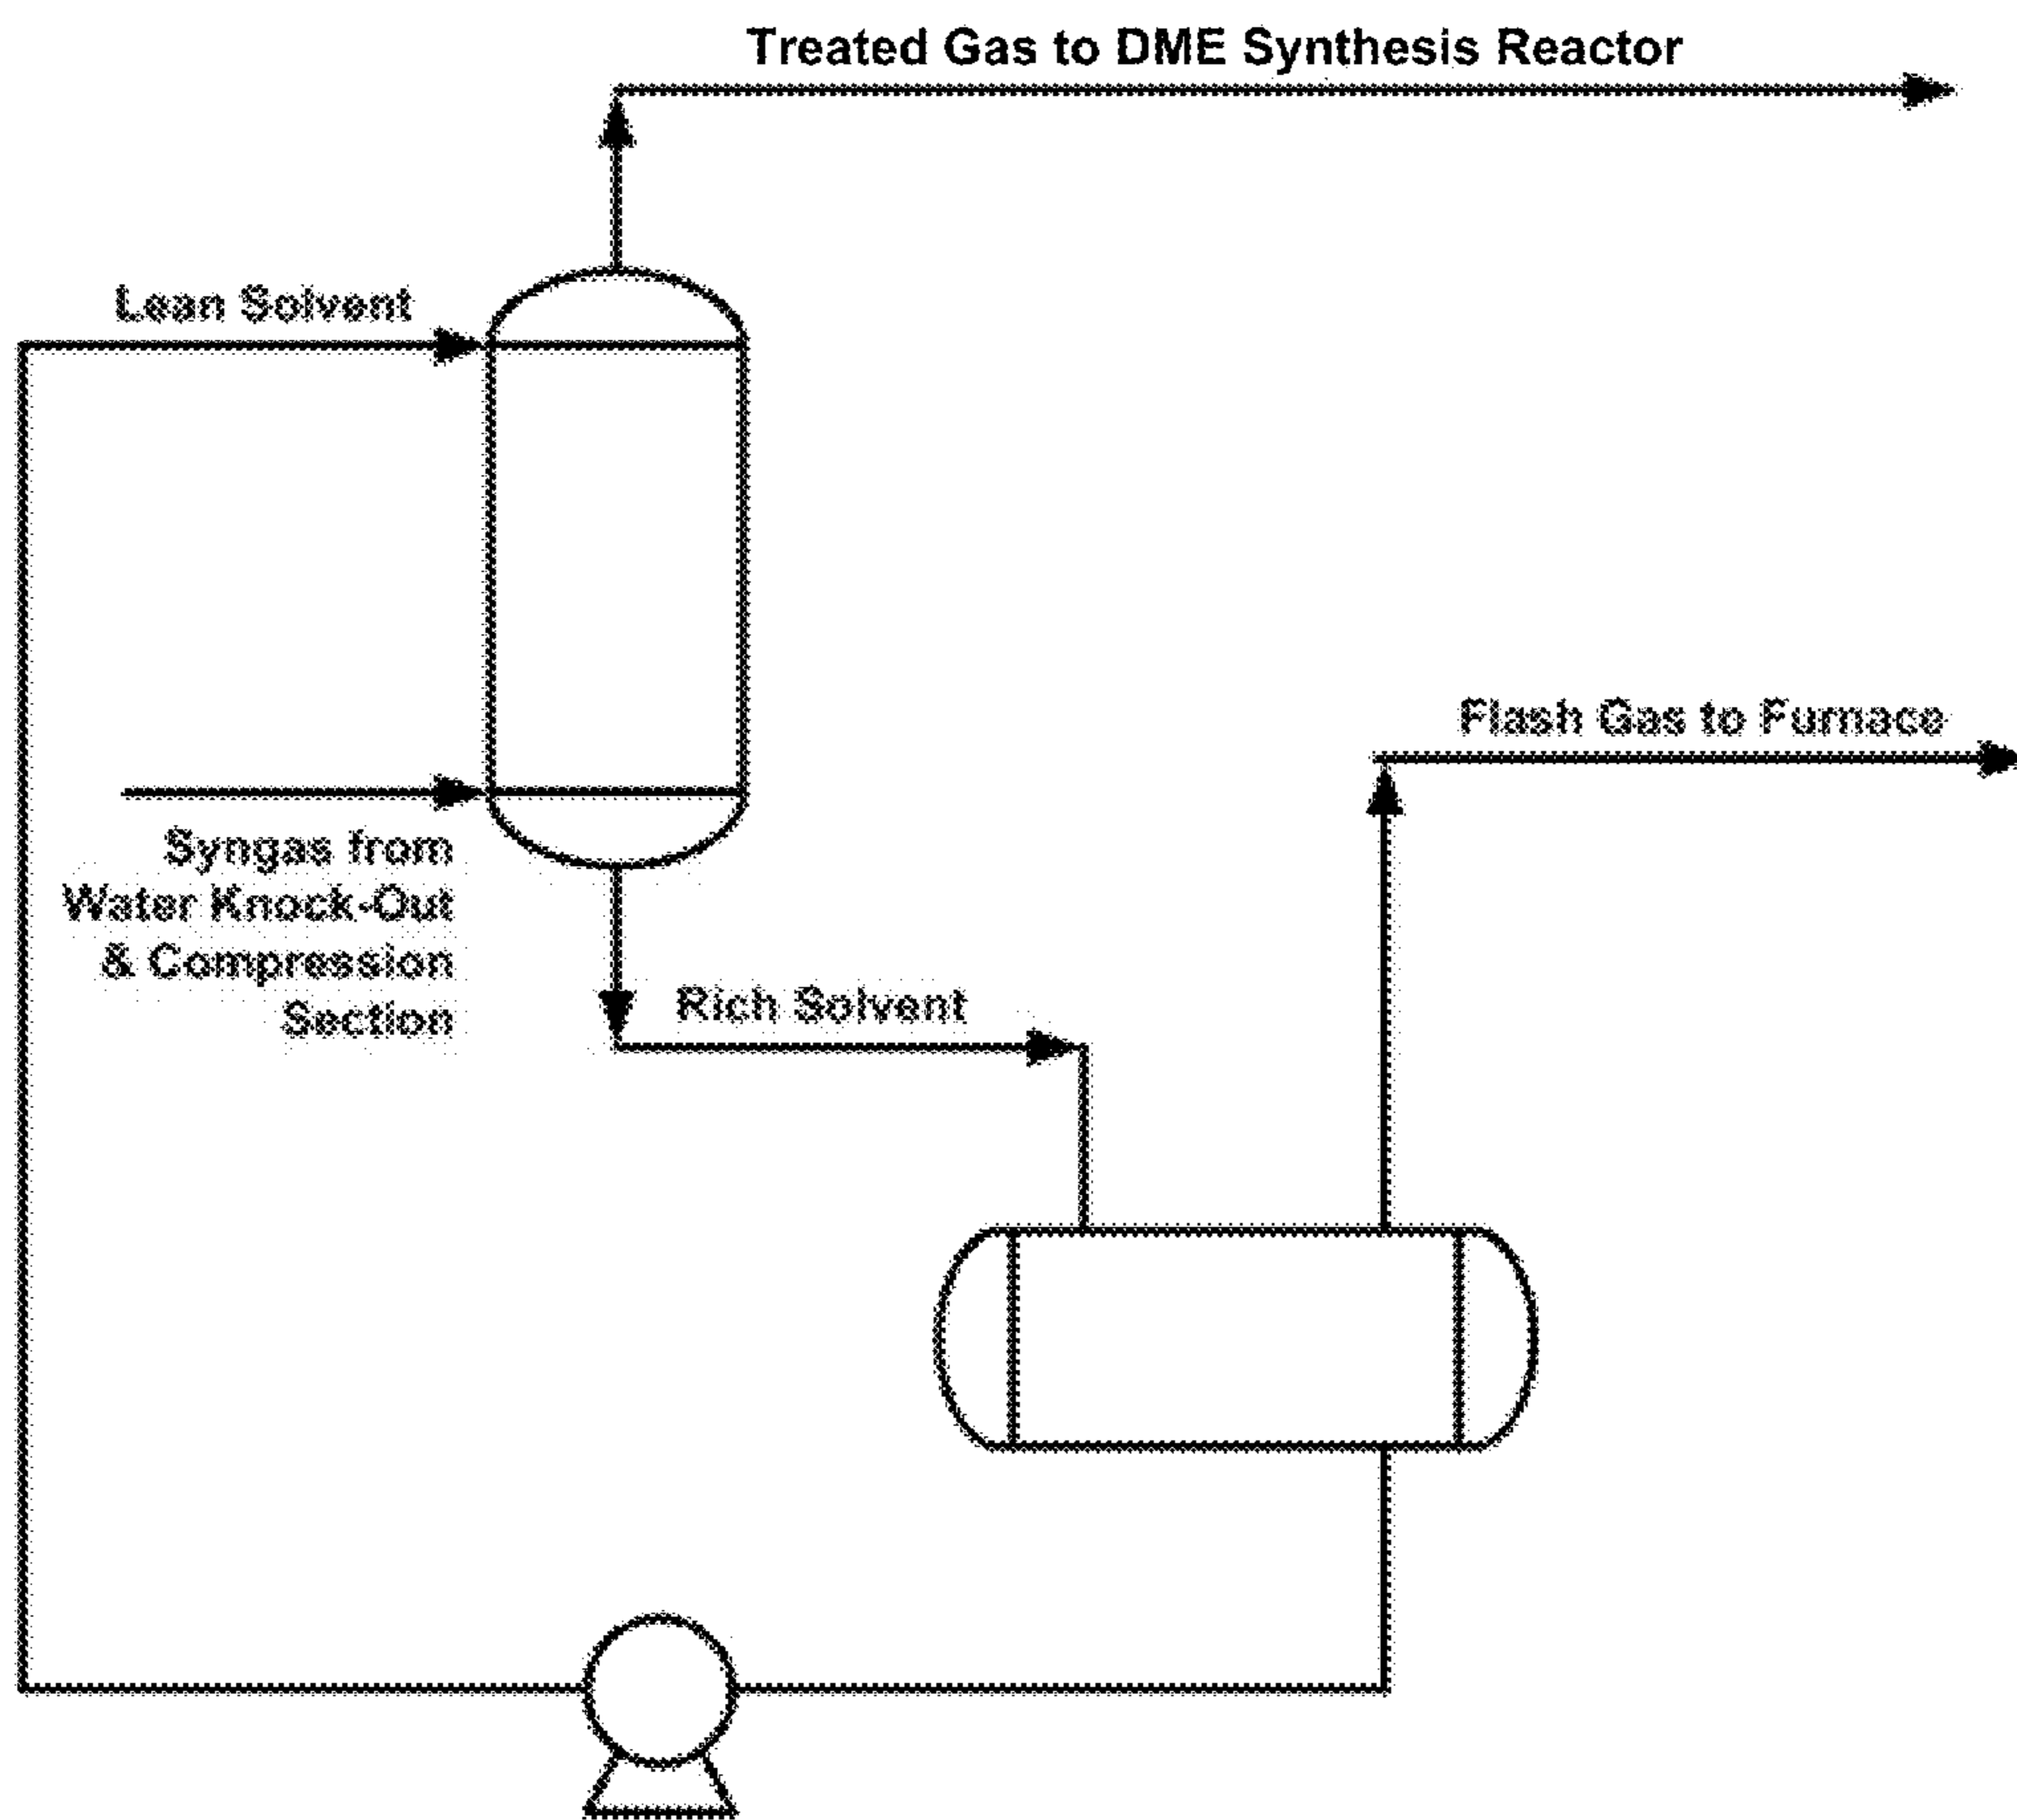 Treated Gas to DME Synthesis Reactor
Lean Solvent
Flash Gas to Furnace
Syngas from
Water Knock-Out
& Compression
Section
Rich Solvent